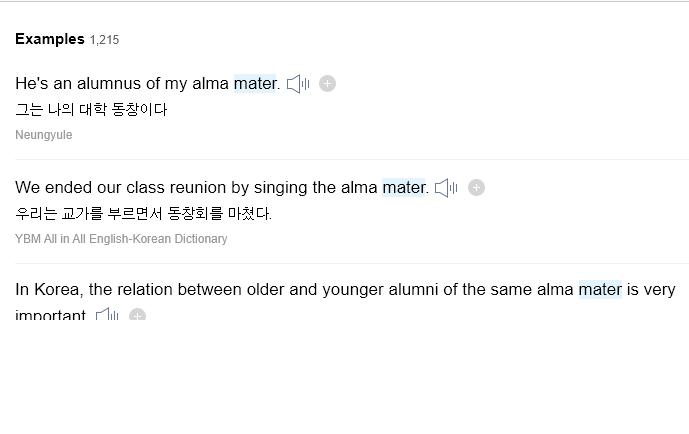 Examples 1,215
He's an alumnus of my alma mater.
그는 나의 대학 동창이다
Neungyule
We ended our class reunion by singing the alma mater.
우리는 교가를 부르면서 동창회를 마쳤다.
YBM All in All English-Korean Dictionary
In Korea, the relation between older and younger alumni of the same alma mater is very
important.